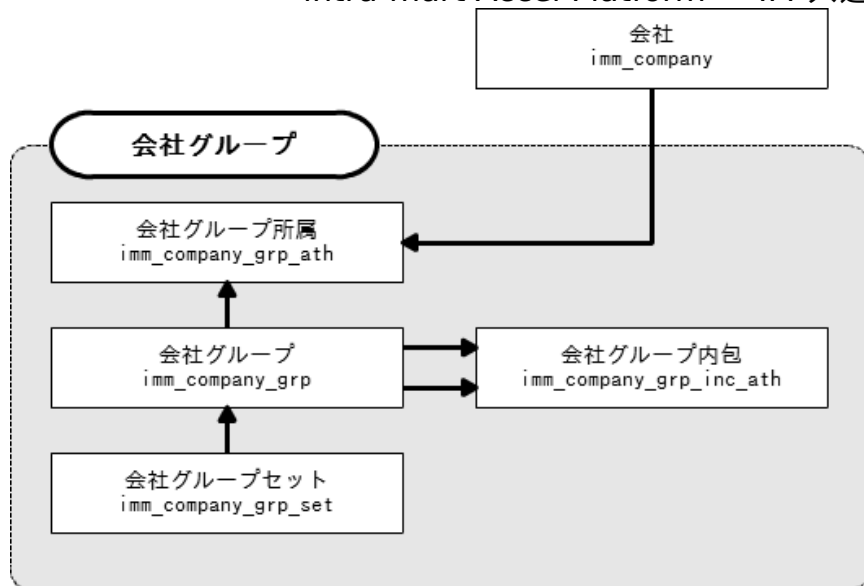 会社
imm_company
会社グループ
会社グループ所属
imm_company_grp_ath
会社グループ
imm_company_grp
会社グループ内包
imm_company_grp_inc_ath
会社グループセット
imm_company_grp_set